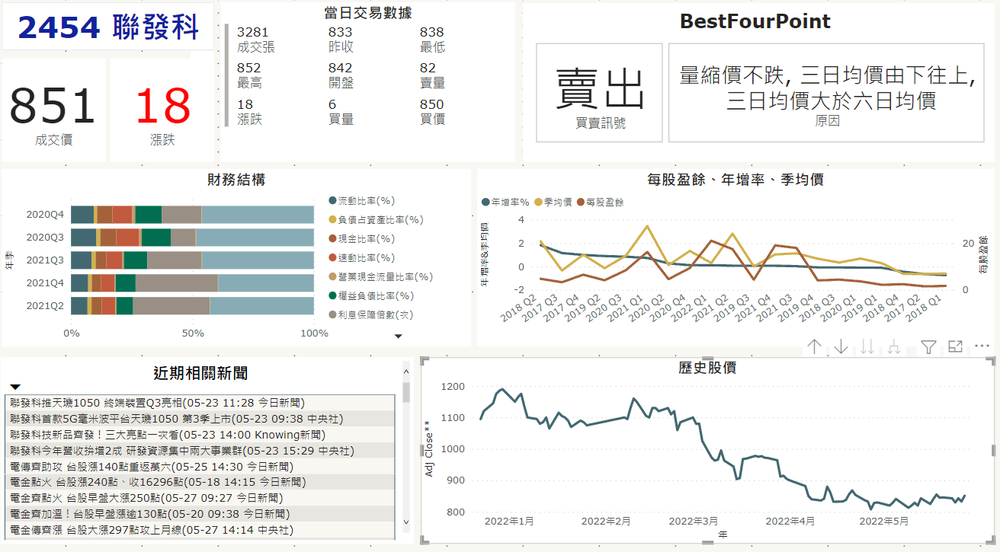 2454 聯發科
851
成交價
18
漲跌
當日交易數據
3281 833 838
成交張 昨收 最低
852 842 82
最高 開盤 賣量
18 6 850
漲跌 買量 買價
BestFourPoint
賣出
買賣訊號
量縮價不跌, 三日均價由下往上,
三日均價大於六日均價
原因
財務結構
年季
2020Q4
2020Q3
2021Q3
2021Q4
2021Q2
0% 50% 100%
流動比率(%)
負債占資產比率(%)
現金比率(%)
速動比率(%)
營業現金流量比率(%)
權益負債比率(%)
利息保障倍數(次)
每股盈餘、年增率、季均價
年增率% 季均價 每股盈餘
年增率&季均價
4
2
0
-2
20
0
每股盈餘
2018 Q2 2017 Q3 2017 Q4 2019 Q2 2020 Q3 2021 Q1 2020 Q2 2020 Q4 2022 Q1 2021 Q2 2019 Q3 2021 Q4 2021 Q3 2019 Q4 2018 Q3 2020 Q1 2019 Q1 2018 Q4 2017 Q2 2018 Q1
近期相關新聞
聯發科推天璣1050 終端裝置Q3亮相(05-23 11:28 今日新聞)
聯發科首款5G毫米波平台天璣1050 第3季上市(05-23 09:38 中央社)
聯發科技新品齊發！三大亮點一次看(05-23 14:00 Knowing新聞)
聯發科今年營收拚增2成 研發資源集中兩大事業群(05-23 15:29 中央社)
電傳齊助攻 台股漲140點重返萬六(05-25 14:30 今日新聞)
電金點火 台股漲240點、收16296點(05-18 14:15 今日新聞)
電金齊點火 台股早盤大漲250點(05-27 09:27 今日新聞)
電金齊加溫！台股早盤漲逾130點(05-20 09:38 今日新聞)
電金傳齊漲 台股大漲297點攻上月線(05-27 14:14 中央社)
歷史股價
Adj Close**
1200
1100
1000
900
800
2022年1月 2022年2月 2022年3月 2022年4月 2022年5月
年